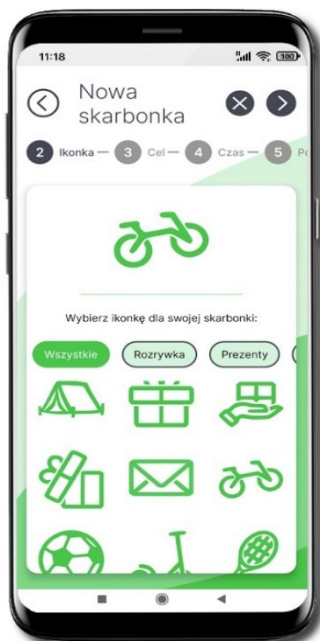 11:18
100
Nowa
skarbonka
2 Ikonka 3 Cel 4 Czas 5
Wybierz ikonkę dla swojej skarbonki:
Wszystkie Rozrywka Prezenty